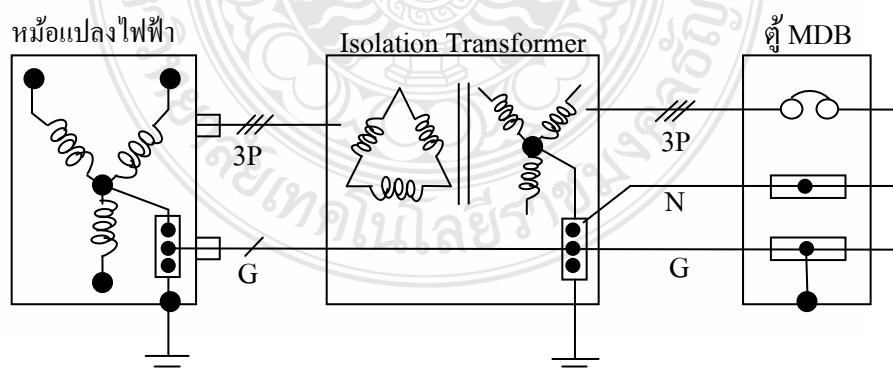 หม้อแปลงไฟฟ้า
Isolation Transformer
ตู้ MDB
3P
3P
N
G
G